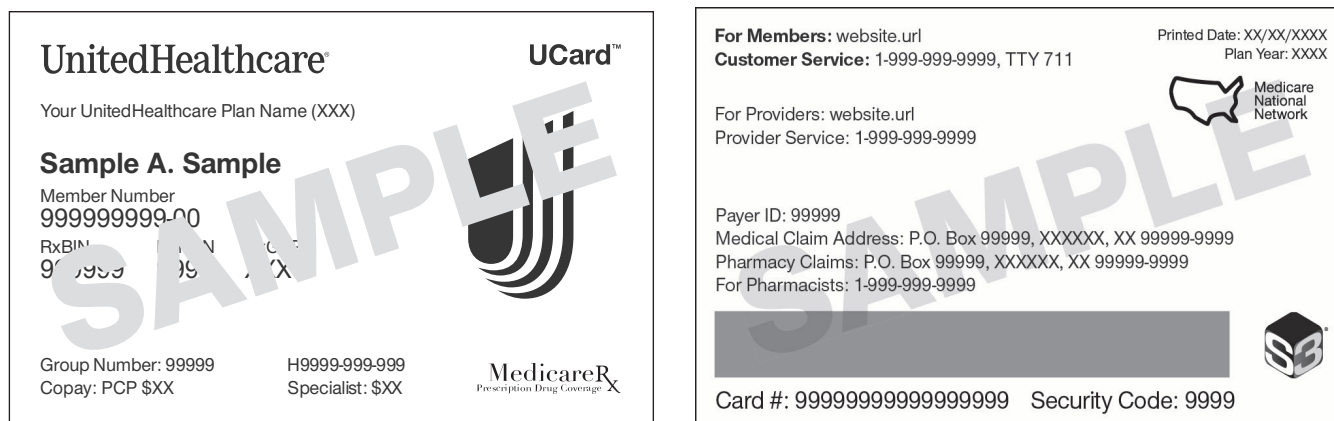 UnitedHealthcare®
UCard™
Your UnitedHealthcare Plan Name (XXX)
Sample A. Sample
Member Number
999999999-00
RxBIN
SAMPLE
Group Number: 99999 H9999-999-999
Copay: PCP $XX Specialist: $XX
MedicareRx
Prescription Drug Coverage
For Members: website.url
Customer Service: 1-999-999-9999, TTY 711
Printed Date: XX/XX/XXXX
Plan Year: XXXX
Medicare
National
Network
For Providers: website.url
Provider Service: 1-999-999-9999
SAMPLE
Payer ID: 99999
Medical Claim Address: P.O. Box 99999, XXXXXX, XX 99999-9999
Pharmacy Claims: P.O. Box 99999, XXXXXX, XX 99999-9999
For Pharmacists: 1-999-999-9999
S3
Card #: 99999999999999999 Security Code: 9999